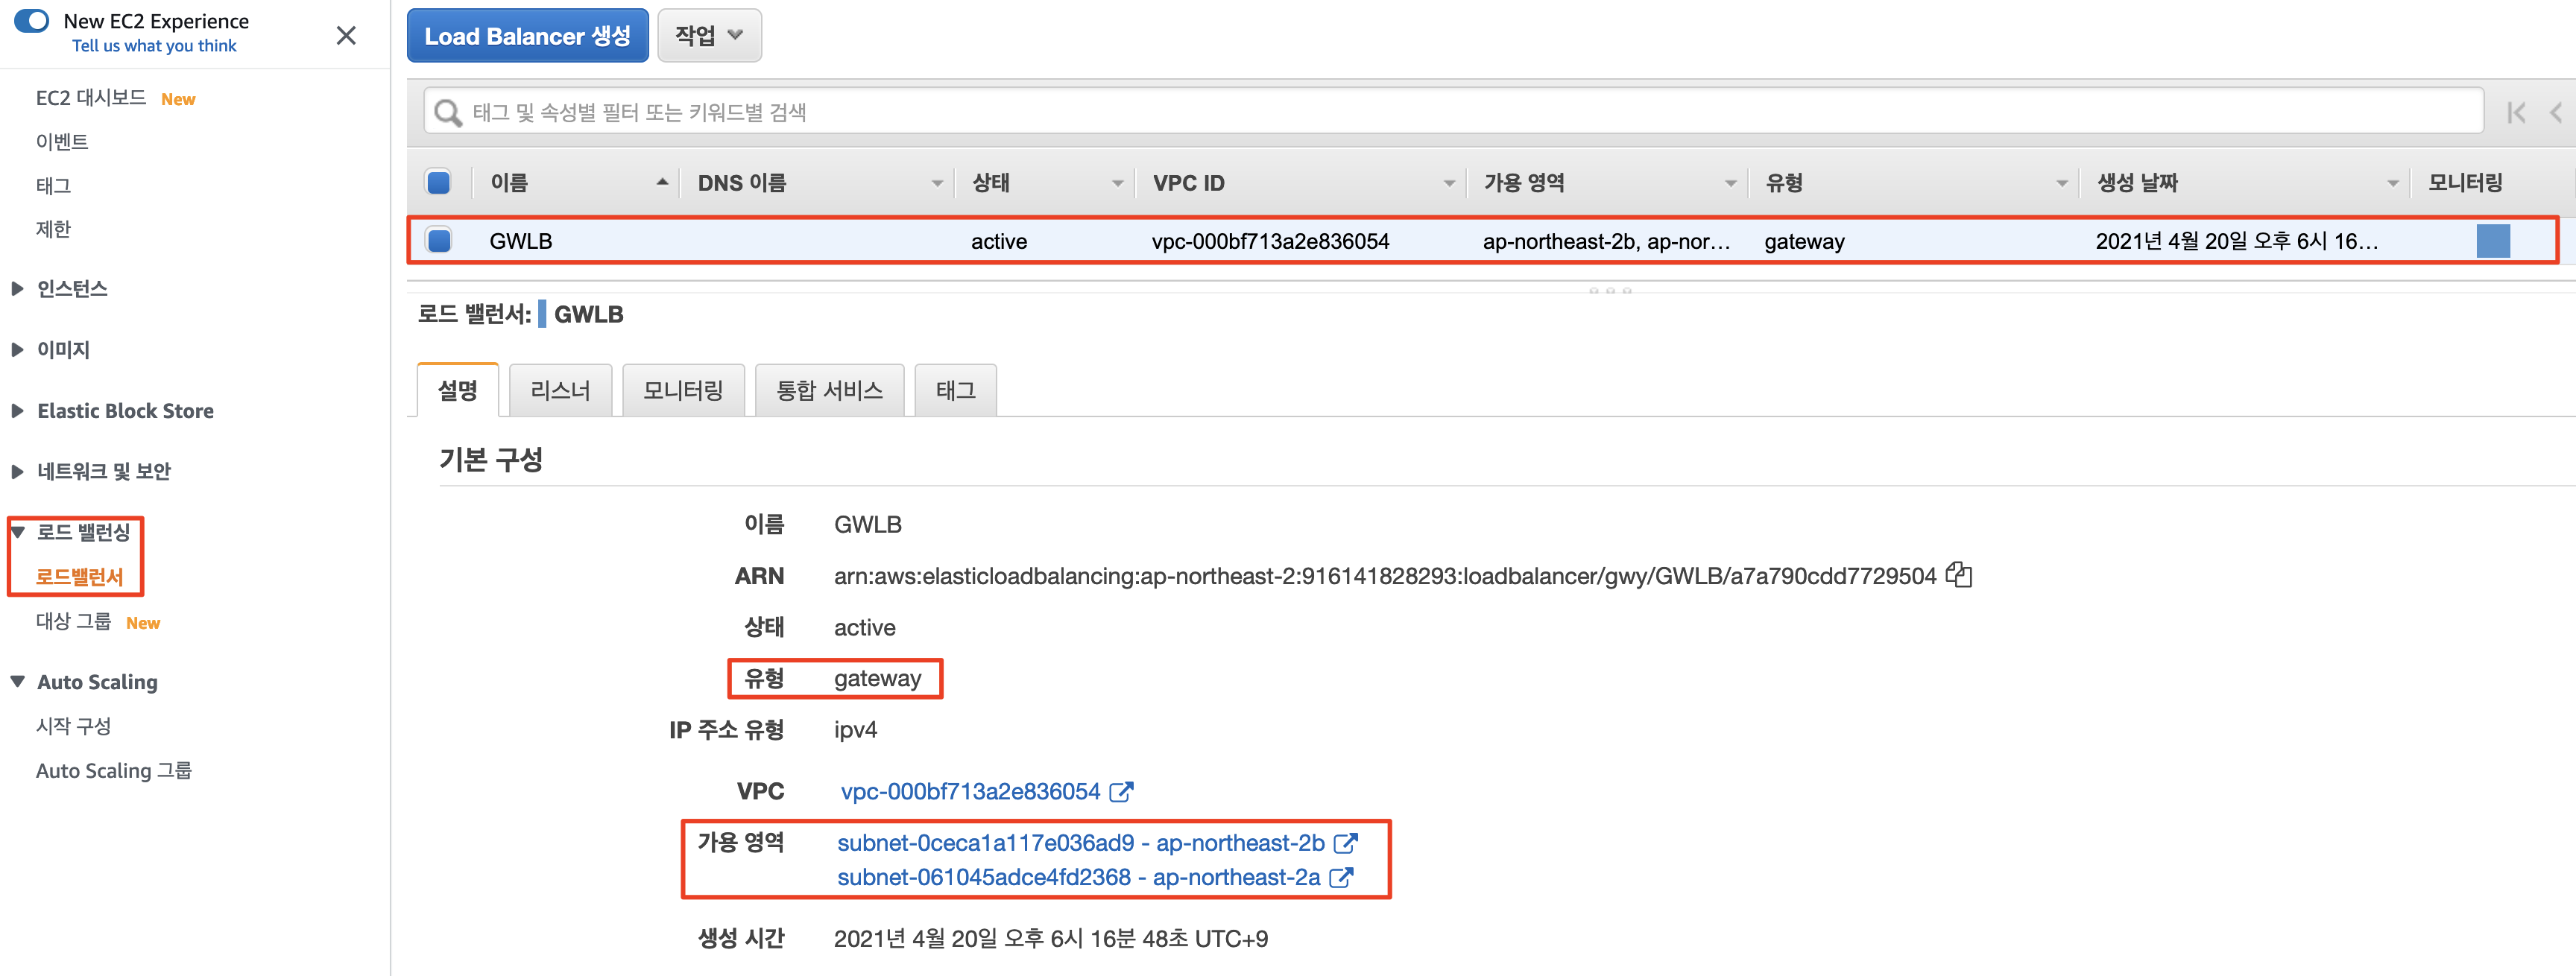 New EC2 Experience
Tell us what you think
EC2 대시보드 New
이벤트
태그
제한
인스턴스
이미지
Elastic Block Store
네트워크 및 보안
로드 밸런싱
로드밸런서
대상 그룹 New
Auto Scaling
시작 구성
Auto Scaling 그룹
Load Balancer 생성 작업
태그 및 속성별 필터 또는 키워드별 검색
이름 DNS 이름 상태 VPC ID 가용 영역 유형 생성 날짜 모니터링
GWLB active vpc-000bf713a2e836054 ap-northeast-2b, ap-nor... gateway 2021년 4월 20일 오후 6시 16...
로드 밸런서: GWLB
설명 리스너 모니터링 통합 서비스 태그
기본 구성
이름 GWLB
ARN arn:aws:elasticloadbalancing:ap-northeast-2:916141828293:loadbalancer/gwy/GWLB/a7a790cdd7729504
상태 active
유형 gateway
IP 주소 유형 ipv4
VPC vpc-000bf713a2e836054
가용 영역 subnet-0ceca1a117e036ad9 - ap-northeast-2b
subnet-061045adce4fd2368 - ap-northeast-2a
생성 시간 2021년 4월 20일 오후 6시 16분 48초 UTC+9